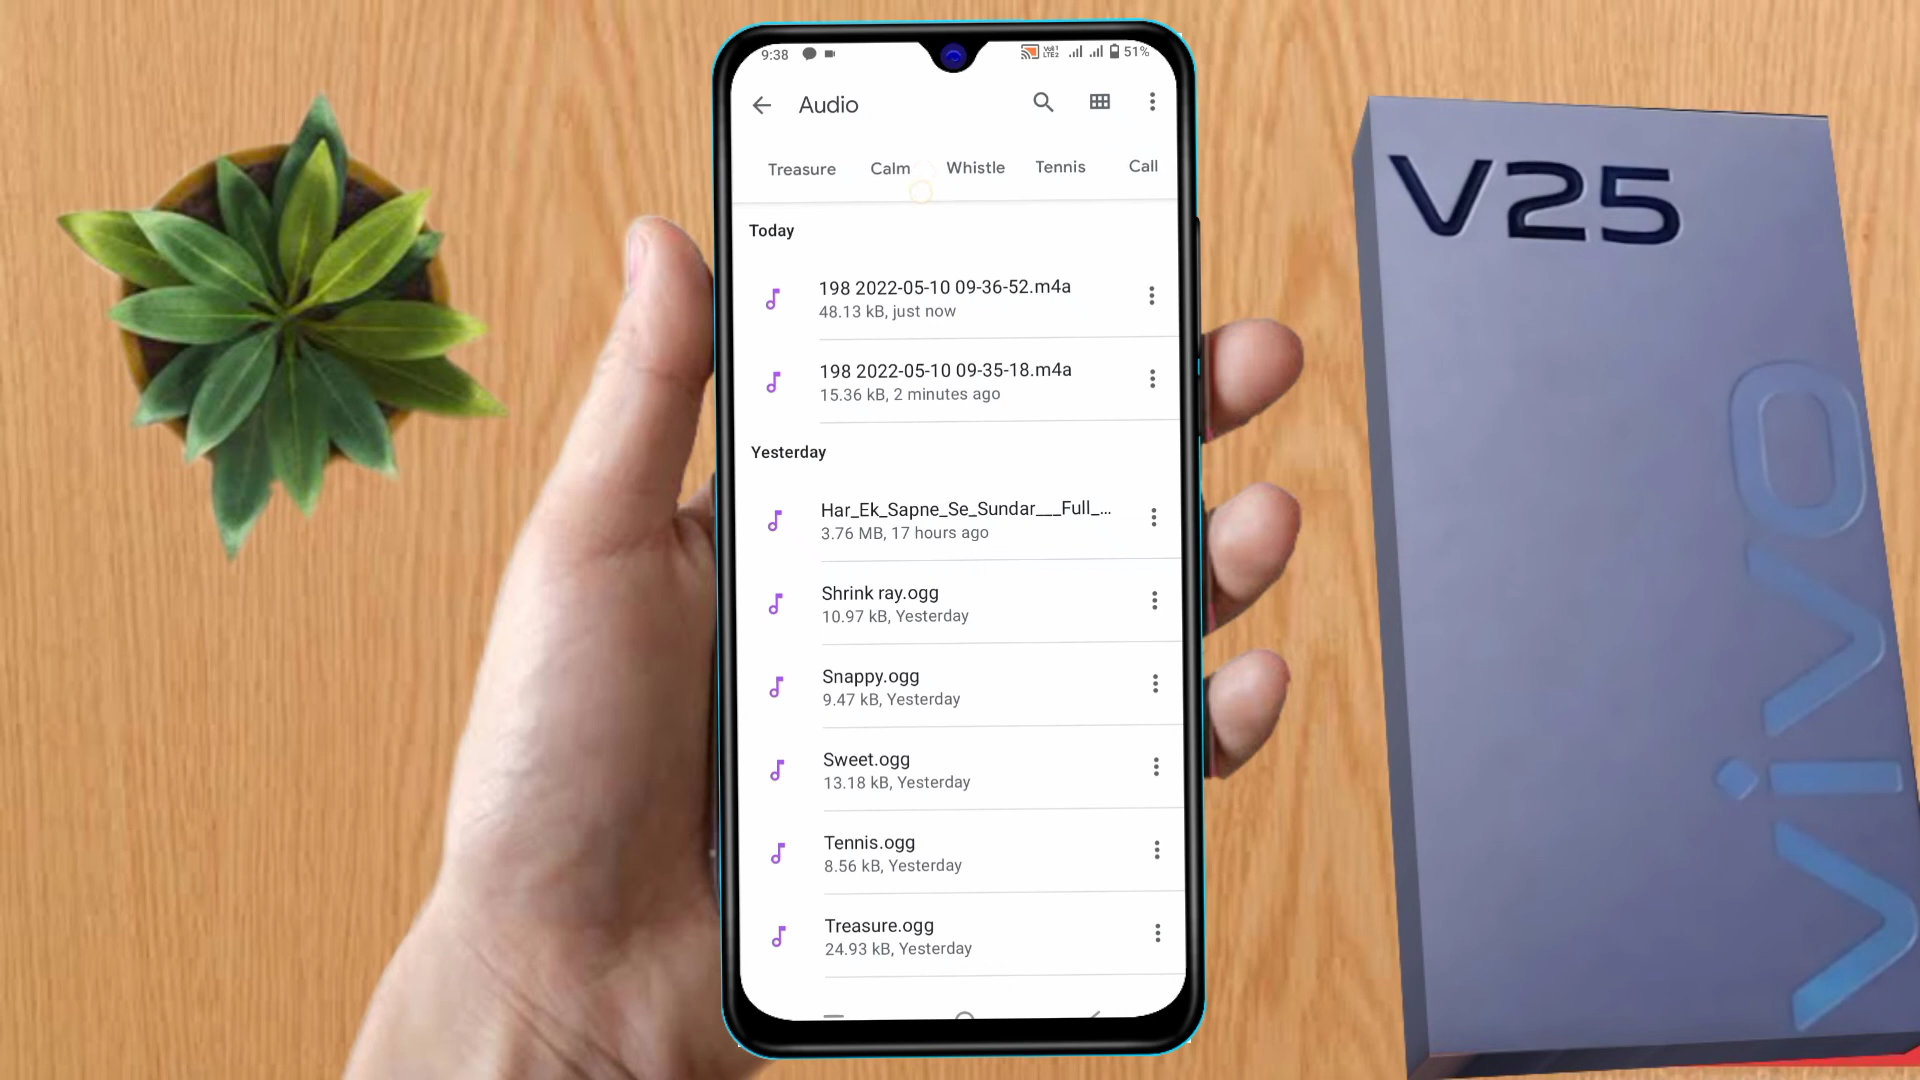 9:38
VoIt1
LTE2
51%
Audio
Treasure Calm Whistle Tennis Call
Today
198 2022-05-10 09-36-52.m4a
48.13 kB, just now
198 2022-05-10 09-35-18.m4a
15.36 kB, 2 minutes ago
Yesterday
Har_Ek_Sapne_Se_Sundar___Full_...
3.76 MB, 17 hours ago
Shrink ray.ogg
10.97 kB, Yesterday
Snappy.ogg
9.47 kB, Yesterday
Sweet.ogg
13.18 kB, Yesterday
Tennis.ogg
8.56 kB, Yesterday
Treasure.ogg
24.93 kB, Yesterday
V25
vivo